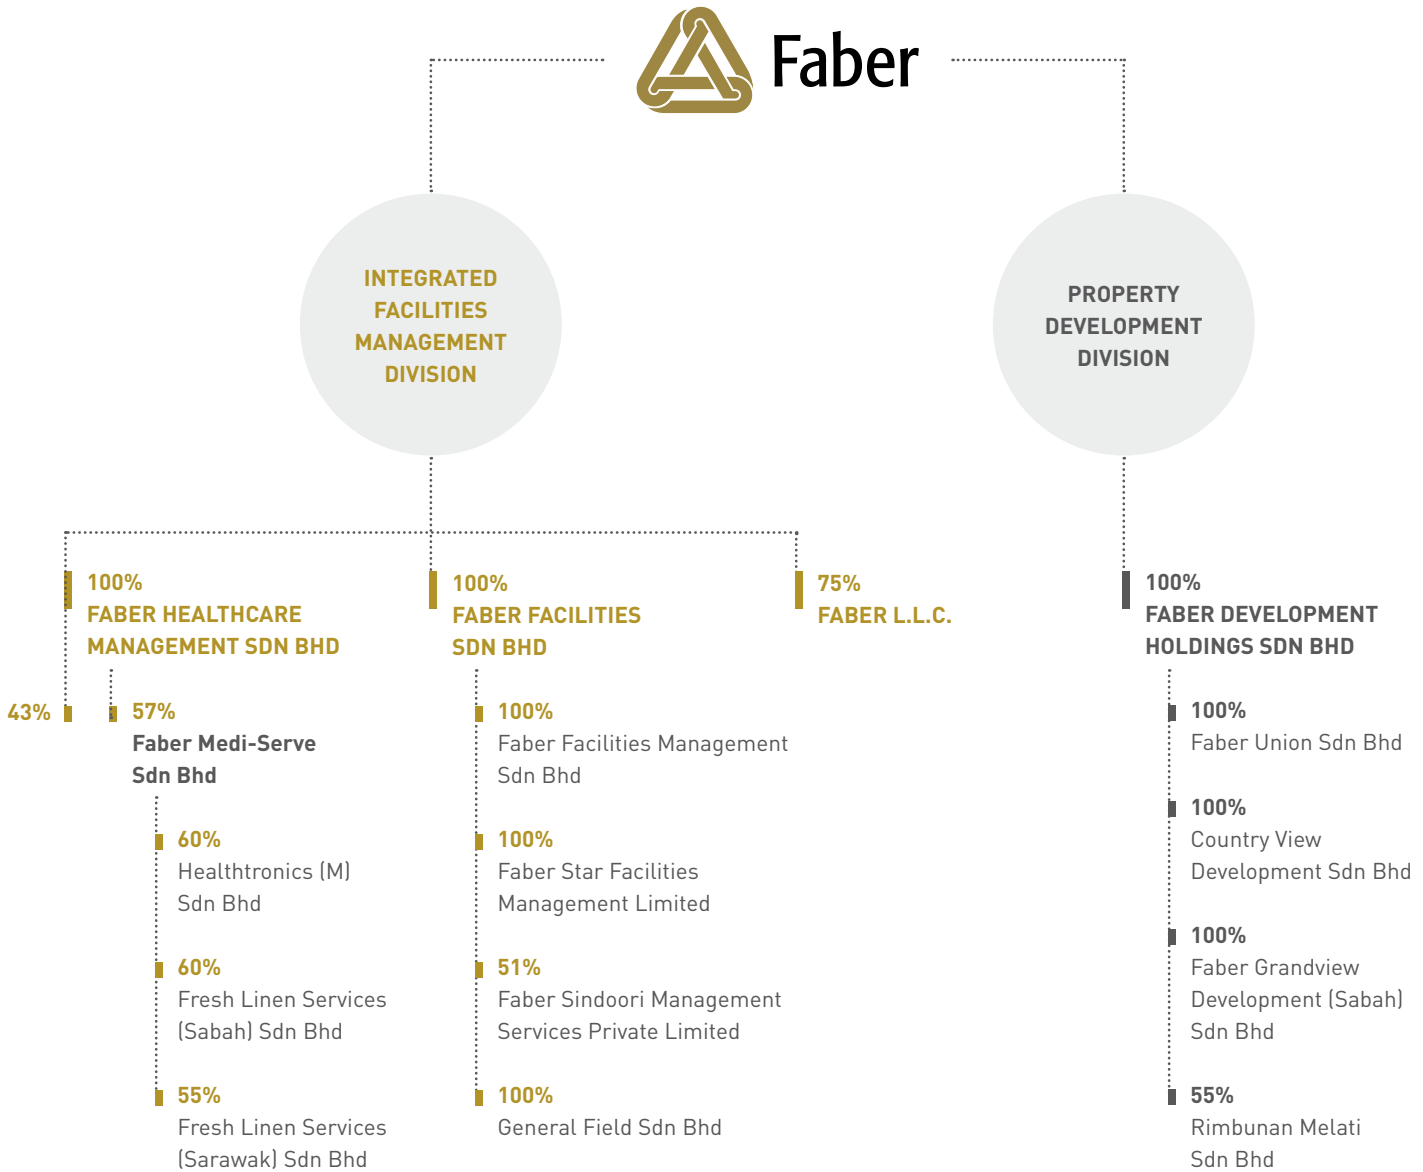 Faber
INTEGRATED
FACILITIES
MANAGEMENT
DIVISION
PROPERTY
DEVELOPMENT
DIVISION
100%
FABER HEALTHCARE
MANAGEMENT SDN BHD
43%
57%
Faber Medi-Serve
Sdn Bhd
60%
Healthtronics (M)
Sdn Bhd
60%
Fresh Linen Services
(Sabah) Sdn Bhd
55%
Fresh Linen Services
(Sarawak) Sdn Bhd
100%
FABER FACILITIES
SDN BHD
100%
Faber Facilities Management
Sdn Bhd
100%
Faber Star Facilities
Management Limited
51%
Faber Sindoori Management
Services Private Limited
100%
General Field Sdn Bhd
75%
FABER L.L.C.
100%
FABER DEVELOPMENT
HOLDINGS SDN BHD
100%
Faber Union Sdn Bhd
100%
Country View
Development Sdn Bhd
100%
Faber Grandview
Development (Sabah)
Sdn Bhd
55%
Rimbunan Melati
Sdn Bhd